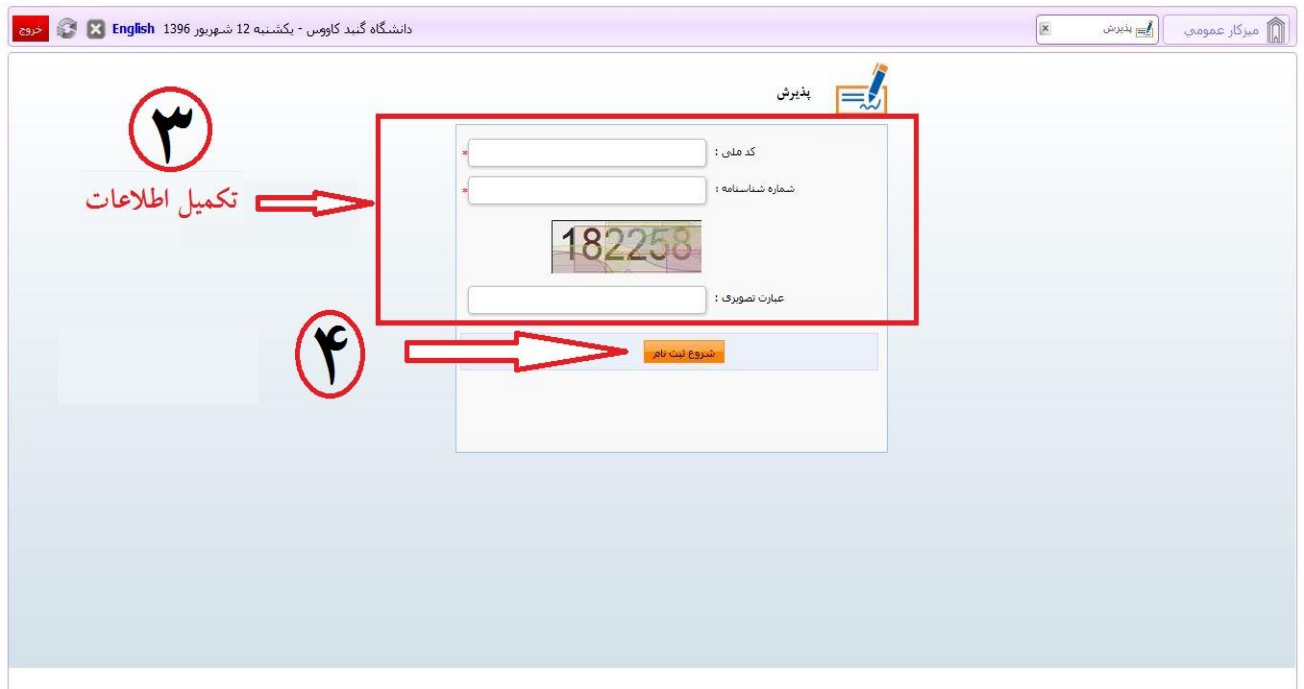 میزکار عمومي
پذیرش
دانشگاه گنبد کاووس - یکشنبه 12 شهریور 1396 English
خروج
پذیرش
۳
تکمیل اطلاعات
کد ملی :
*
شماره شناسنامه :
*
182258
عبارت تصویری :
۴
شروع ثبت نام